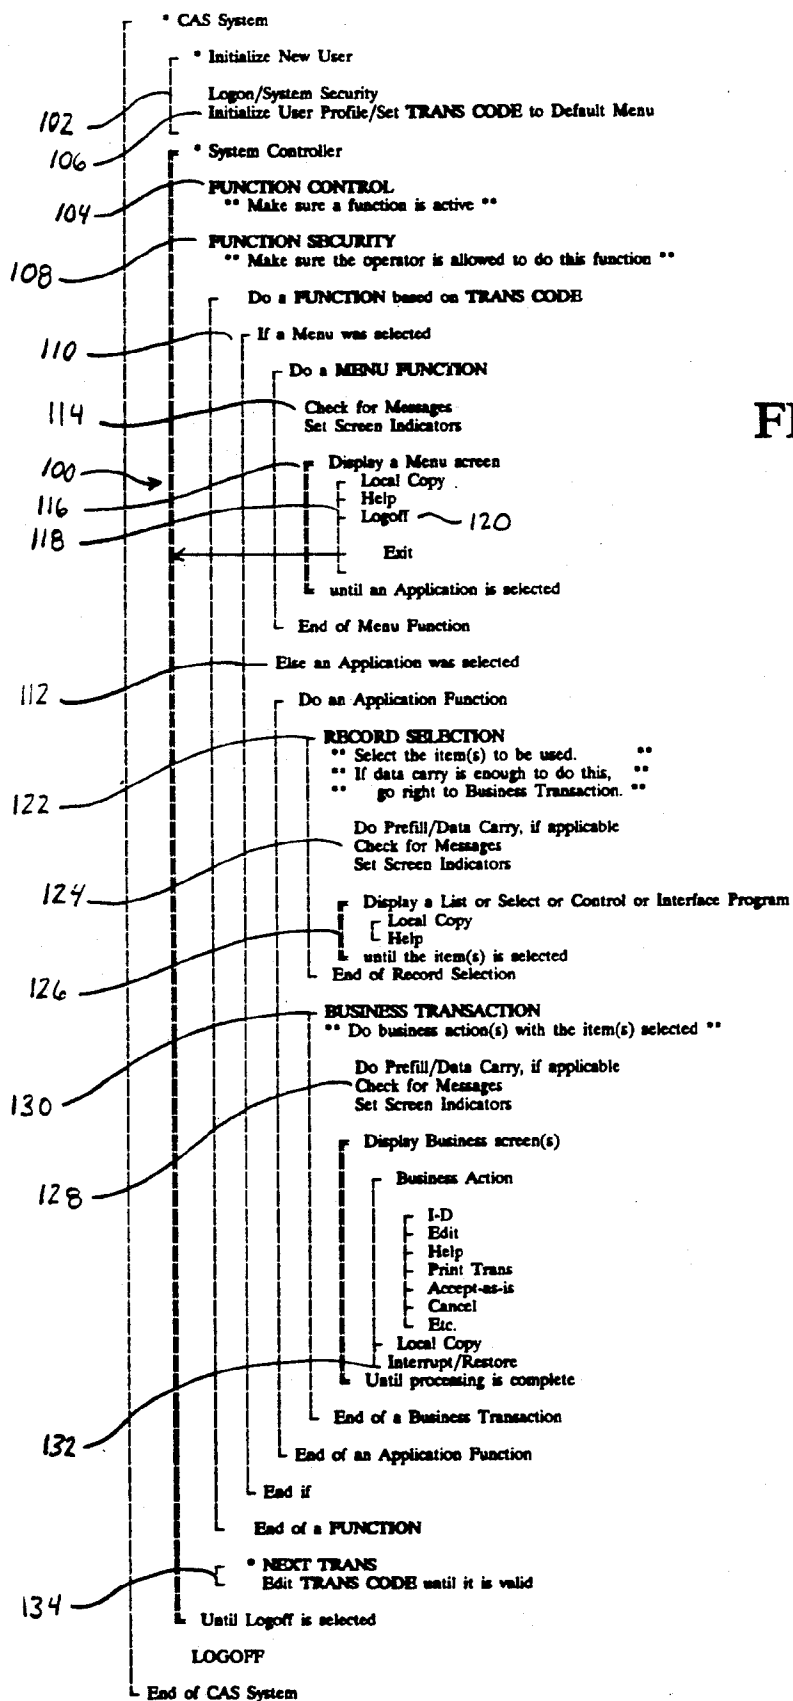 * CAS System
* Initialize New User
Logon/System Security
102
Initialize User Profile/Set TRANS CODE to Default Menu
106
* System Controller
FUNCTION CONTROL
104
** Make sure a function is active **
FUNCTION SECURITY
108
** Make sure the operator is allowed to do this function **
Do a FUNCTION based on TRANS CODE
110
If a Menu was selected
Do a MENU FUNCTION
114
Check for Messages
Set Screen Indicators
100
Display a Menu screen
Local Copy
116
Help
118
Logoff
120
Exit
until an Application is selected
End of Menu Function
112
Else an Application was selected
Do an Application Function
RECORD SELECTION
** Select the item(s) to be used. **
** If data carry is enough to do this, **
122
** go right to Business Transaction. **
Do Prefill/Data Carry, if applicable
Check for Messages
Set Screen Indicators
124
Display a List or Select or Control or Interface Program
Local Copy
Help
until the item(s) is selected
126
End of Record Selection
BUSINESS TRANSACTION
** Do business action(s) with the item(s) selected **
Do Prefill/Data Carry, if applicable
Check for Messages
130
Set Screen Indicators
Display Business screen(s)
128
Business Action
I-D
Edit
Help
Print Trans
Accept-as-is
Cancel
Etc.
Local Copy
Interrupt/Restore
Until processing is complete
End of a Business Transaction
132
End of an Application Function
End if
End of a FUNCTION
* NEXT TRANS
Edit TRANS CODE until it is valid
134
Until Logoff is selected
LOGOFF
End of CAS System